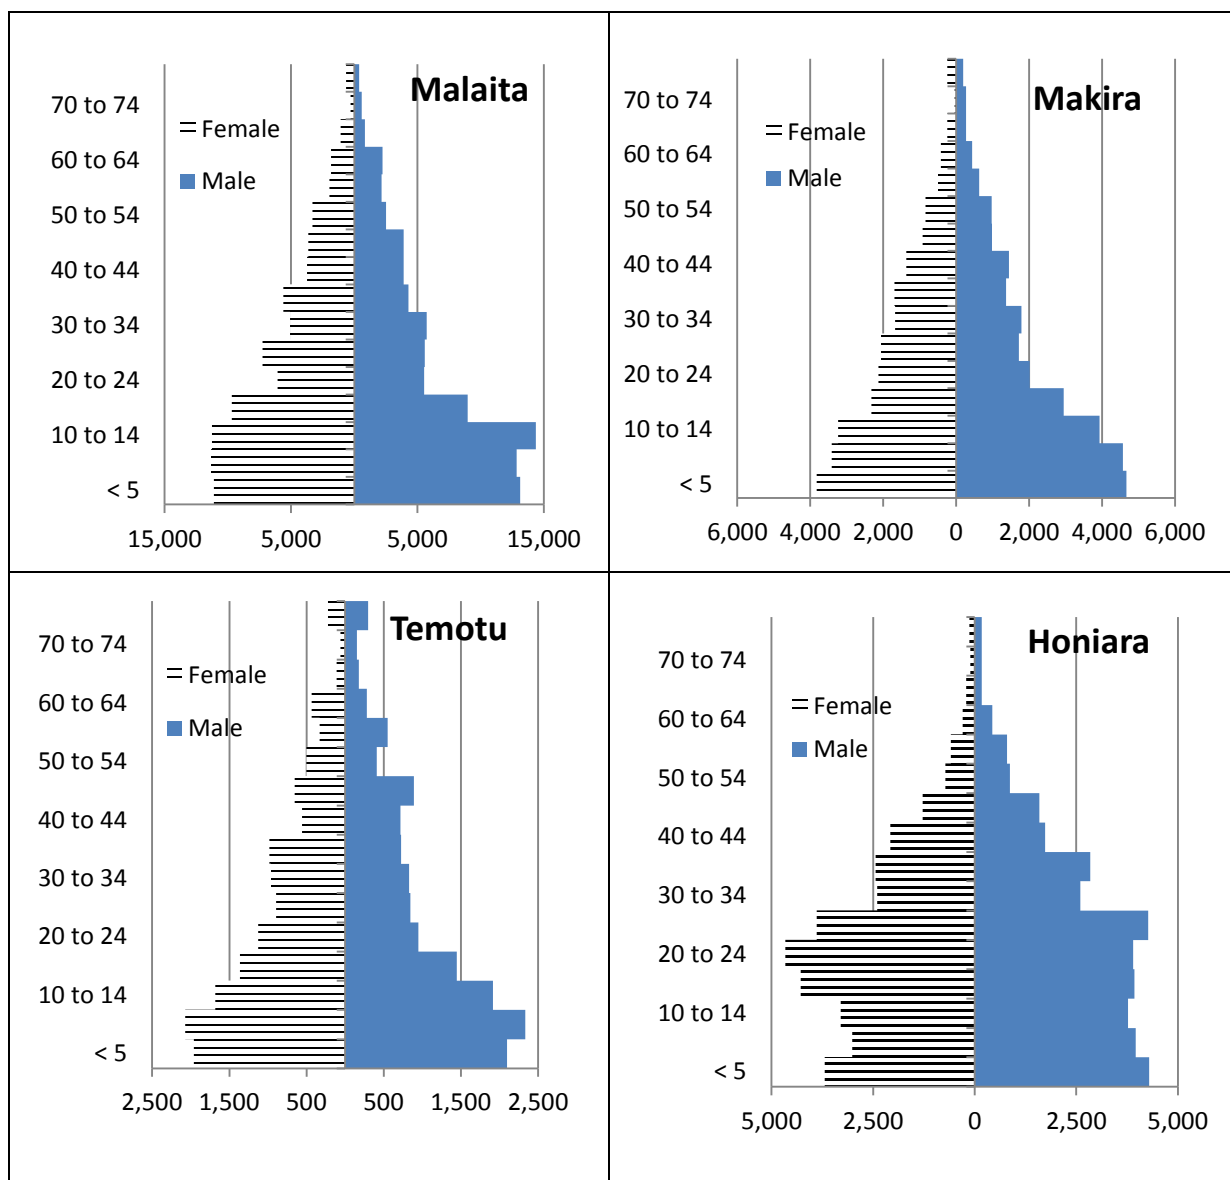 Malaita
70 to 74
Female
60 to 64
Male
50 to 54
40 to 44
30 to 34
20 to 24
10 to 14
< 5
15,000 5,000 5,000 15,000
Makira
70 to 74
60 to 64
50 to 54
40 to 44
30 to 34
20 to 24
10 to 14
< 5
6,000 4,000 2,000 0 2,000 4,000 6,000
Temotu
70 to 74
Female
60 to 64
Male
50 to 54
40 to 44
30 to 34
20 to 24
10 to 14
< 5
2,500 1,500 500 500 1,500 2,500
Honiara
70 to 74
Female
60 to 64
Male
50 to 54
40 to 44
30 to 34
20 to 24
10 to 14
< 5
5,000 2,500 0 2,500 5,000